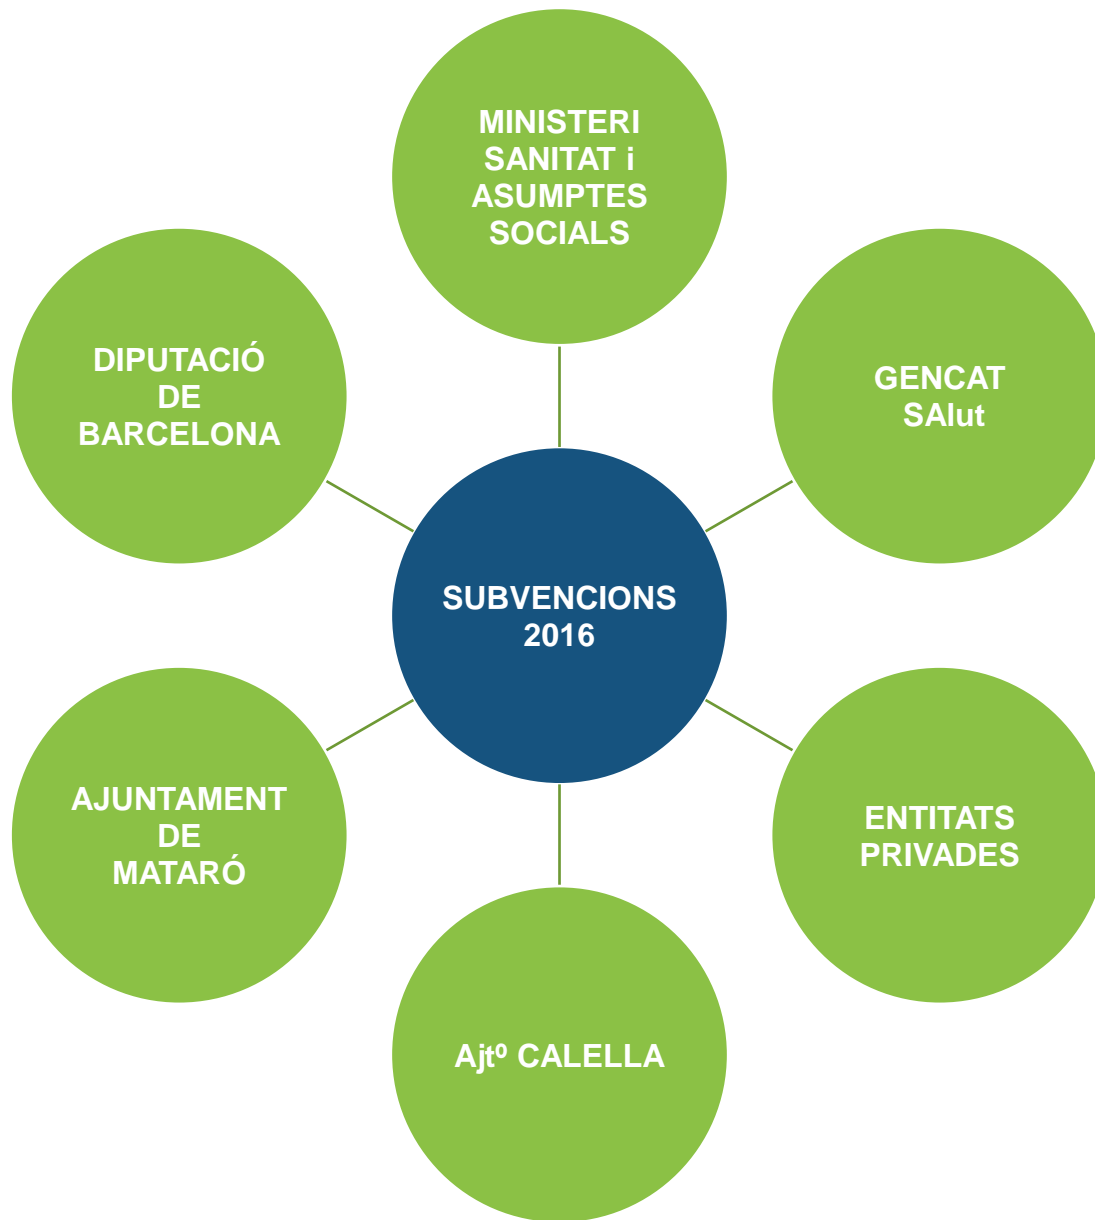 MINISTERI
SANITAT i
ASUMPTES
SOCIALS
DIPUTACIÓ
DE
BARCELONA
GENCAT
SAlut
SUBVENCIONS
2016
AJUNTAMENT
DE
MATARÓ
ENTITATS
PRIVADES
Ajtº CALELLA